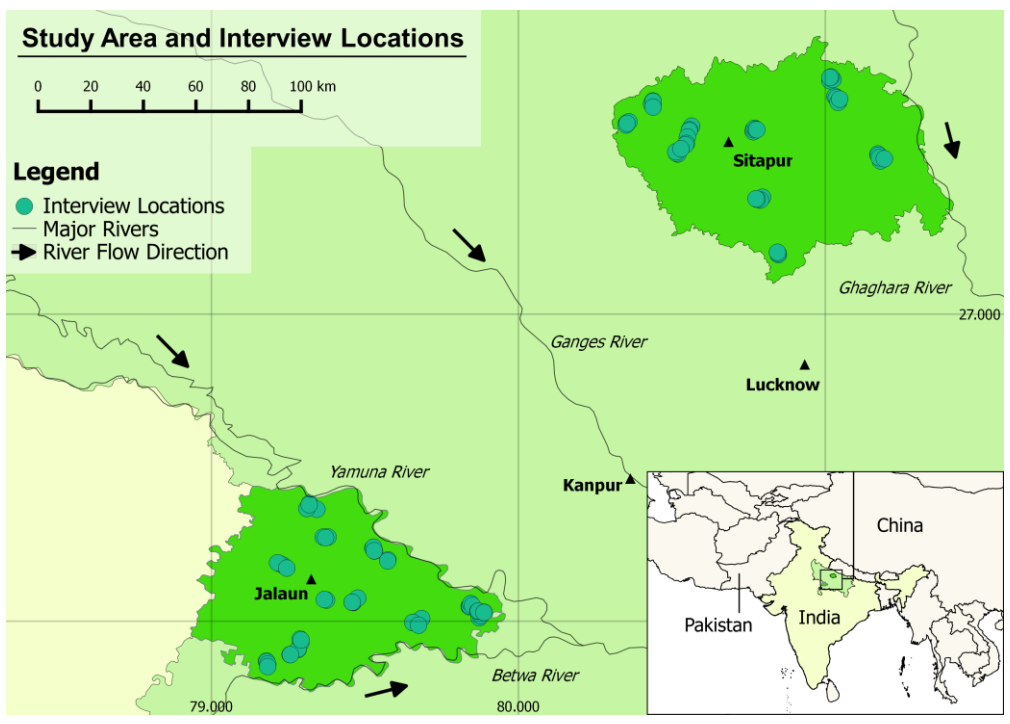 Study Area and Interview Locations
0 20 40 60 80 100 km
Legend
Interview Locations
Major Rivers
River Flow Direction
Sitapur
Ghaghara River
27.000
Ganges River
Lucknow
Yamuna River
Kanpur
China
Jalaun
Pakistan
India
Betwa River
79.000
80.000